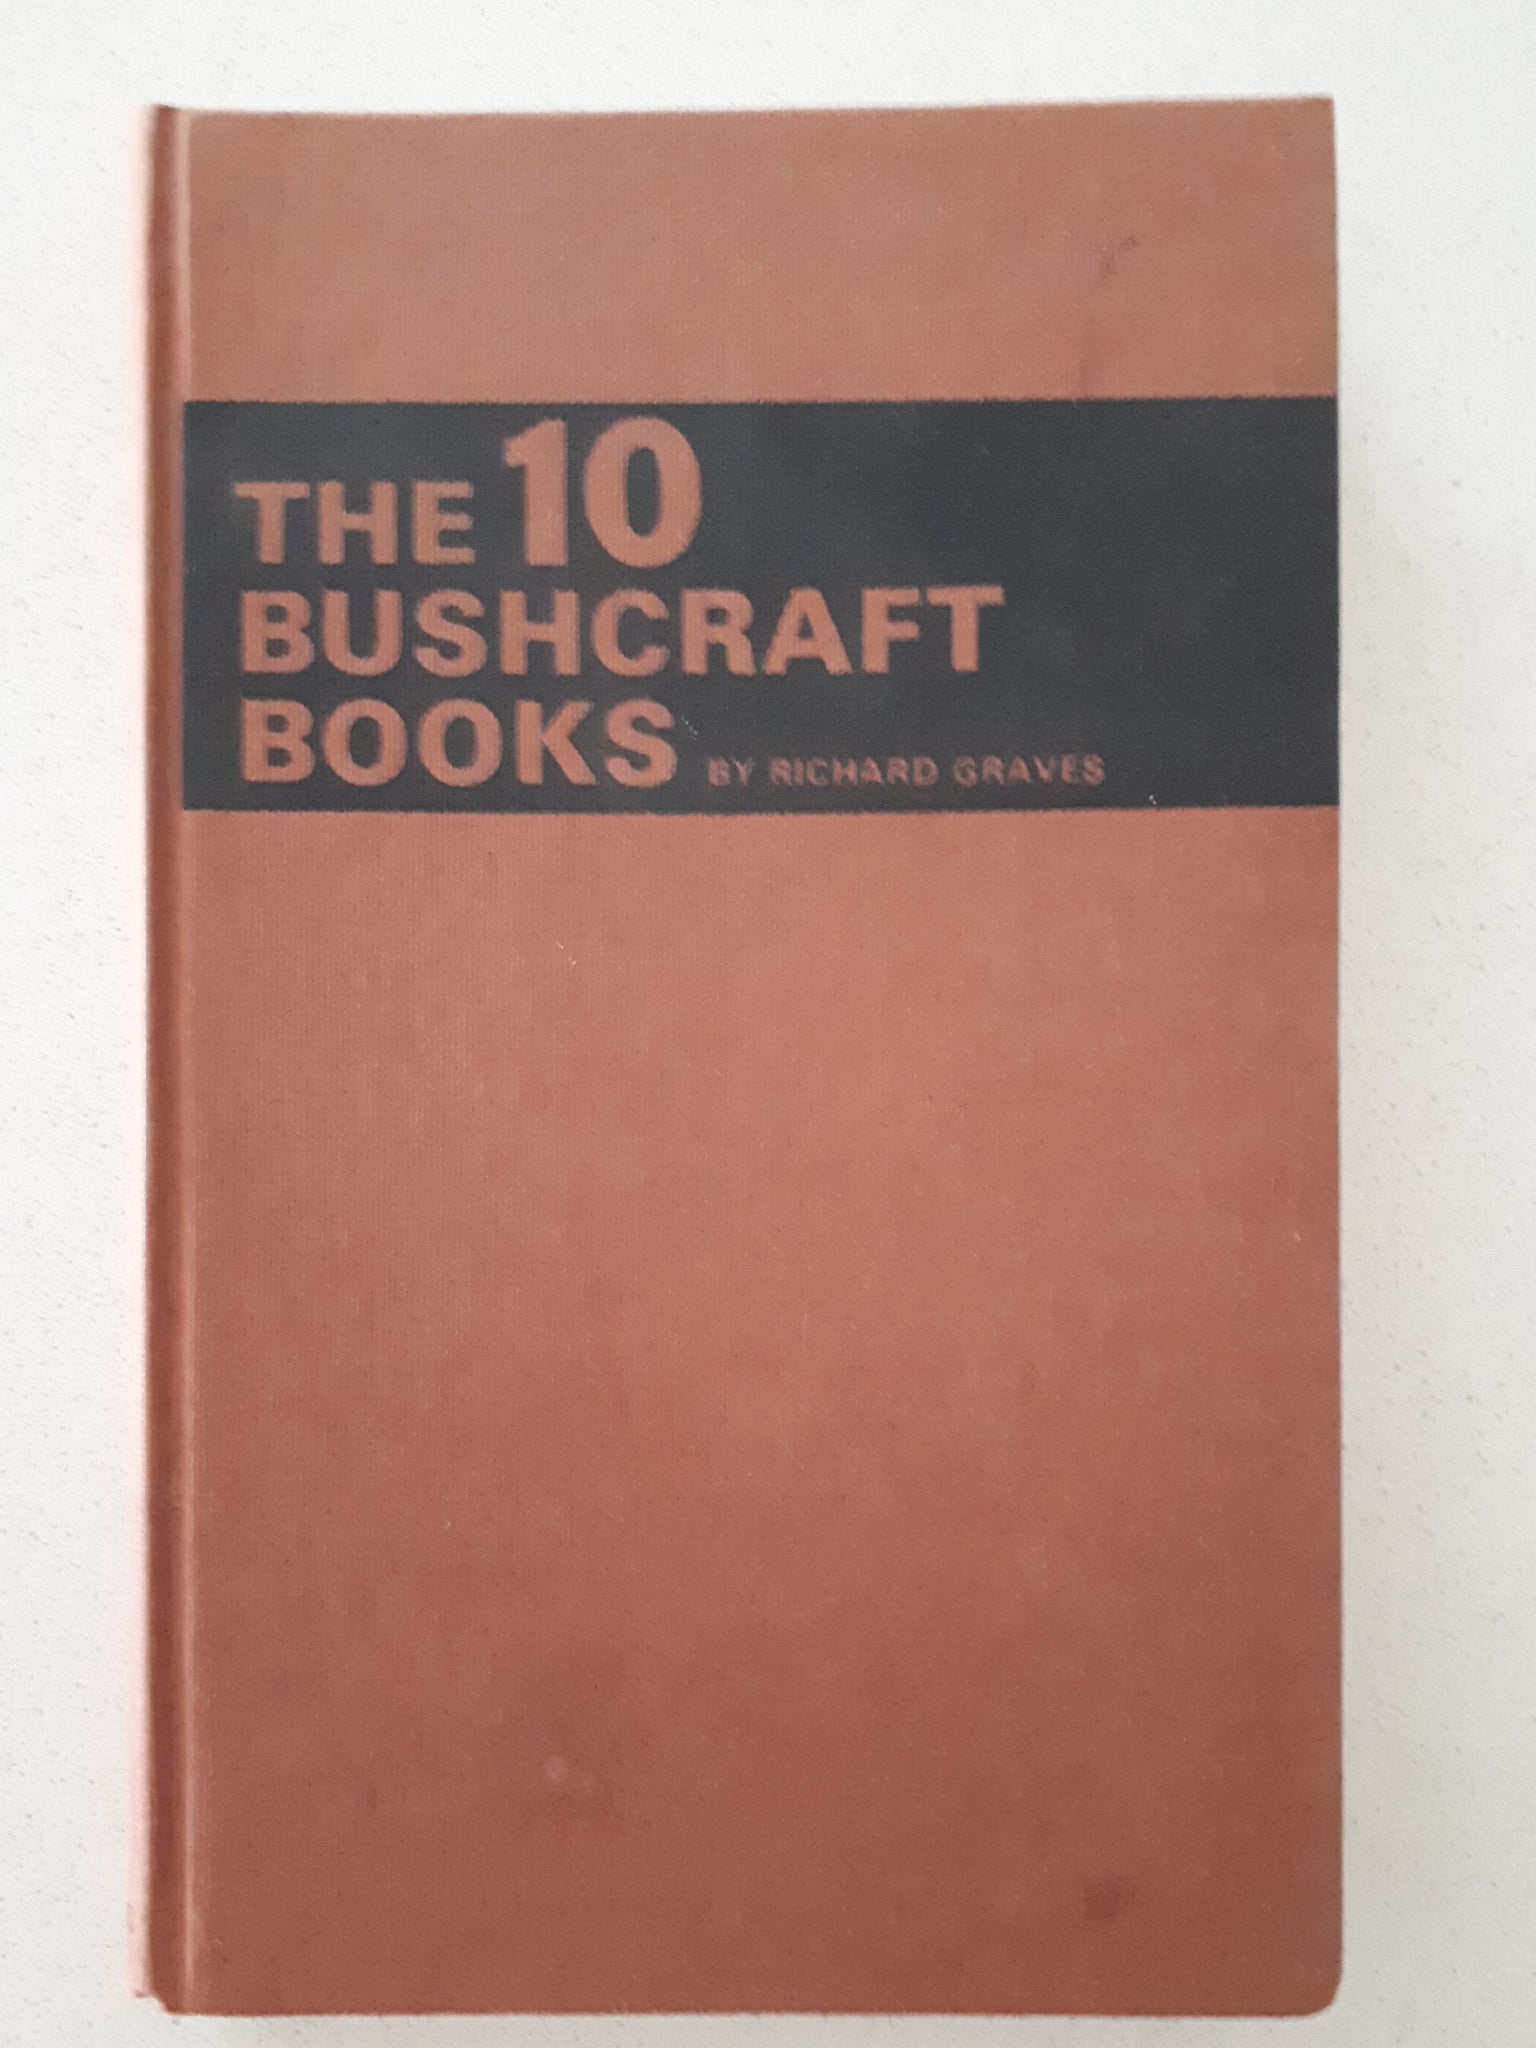 THE 10
BUSHCRAFT
BOOKS BY RICHARD GRAVES